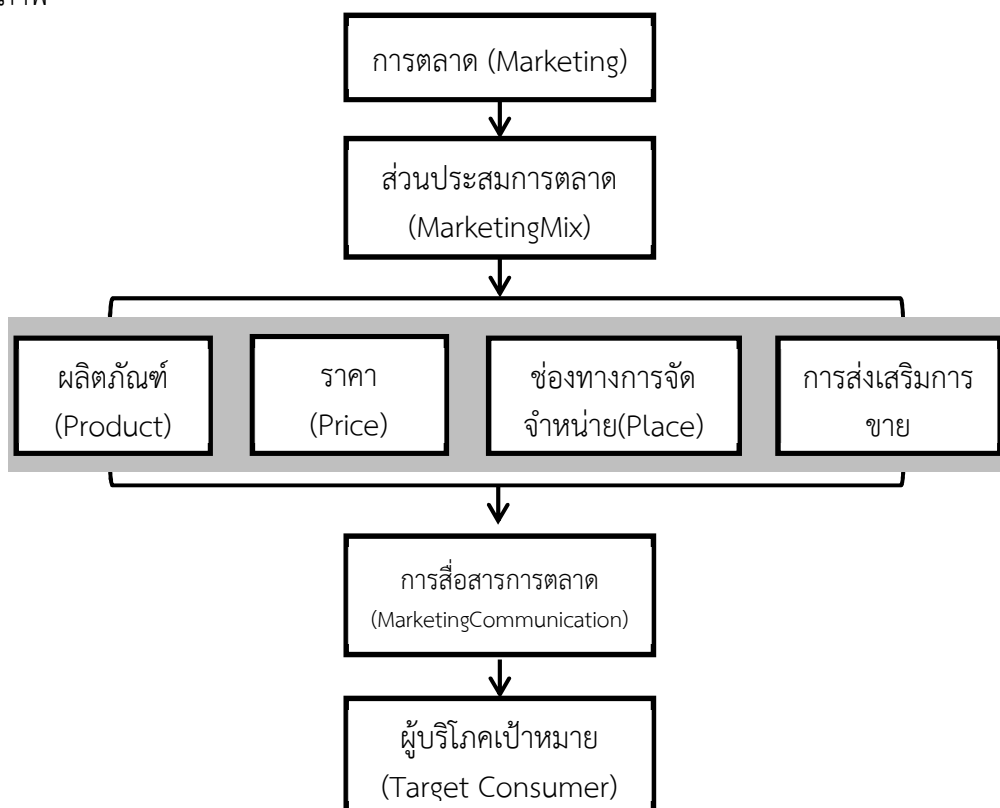 การตลาด (Marketing)
ส่วนประสมการตลาด
(MarketingMix)
ผลิตภัณฑ์
(Product)
ราคา
(Price)
ช่องทางการจัด
จำหน่าย(Place)
การส่งเสริมการ
ขาย
การสื่อสารการตลาด
(MarketingCommunication)
ผู้บริโภคเป้าหมาย
(Target Consumer)